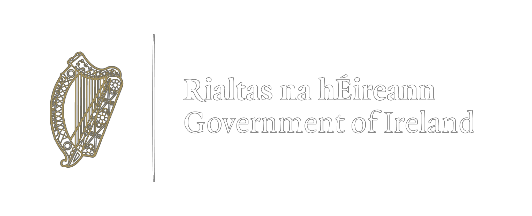 Rialtas na hÉireann
Government of Ireland